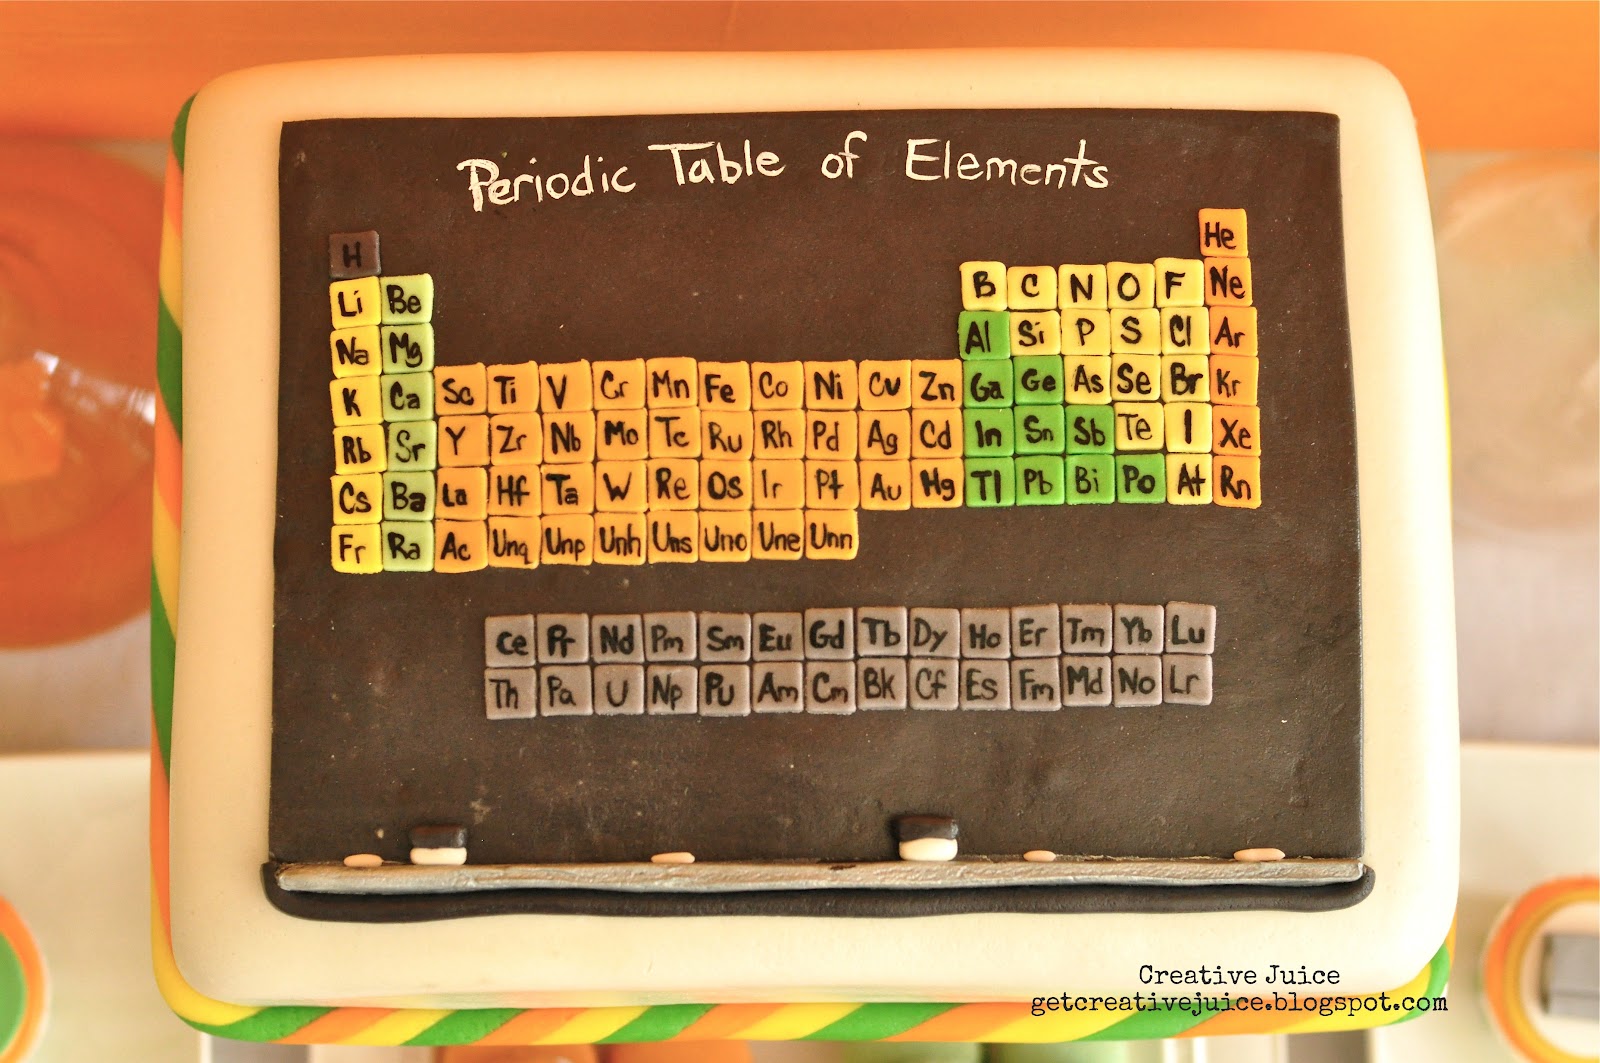 Periodic Table of Elements
H He
Li Be B C N O F Ne
Na Mg Al Si P S Cl Ar
K Ca Sc Ti V Cr Mn Fe Co Ni Cu Zn Ga Ge As Se Br Kr
Rb Sr Y Zr Nb Mo Tc Ru Rh Pd Ag Cd In Sn Sb Te I Xe
Cs Ba La Hf Ta W Re Os Ir Pt Au Hg Tl Pb Bi Po At Rn
Fr Ra Ac Unq Unp Unh Uns Uno Une Unn
Ce Pr Nd Pm Sm Eu Gd Tb Dy Ho Er Tm Yb Lu
Th Pa U Np Pu Am Cm Bk Cf Es Fm Md No Lr
Creative Juice
getcreativejuice.blogspot.com